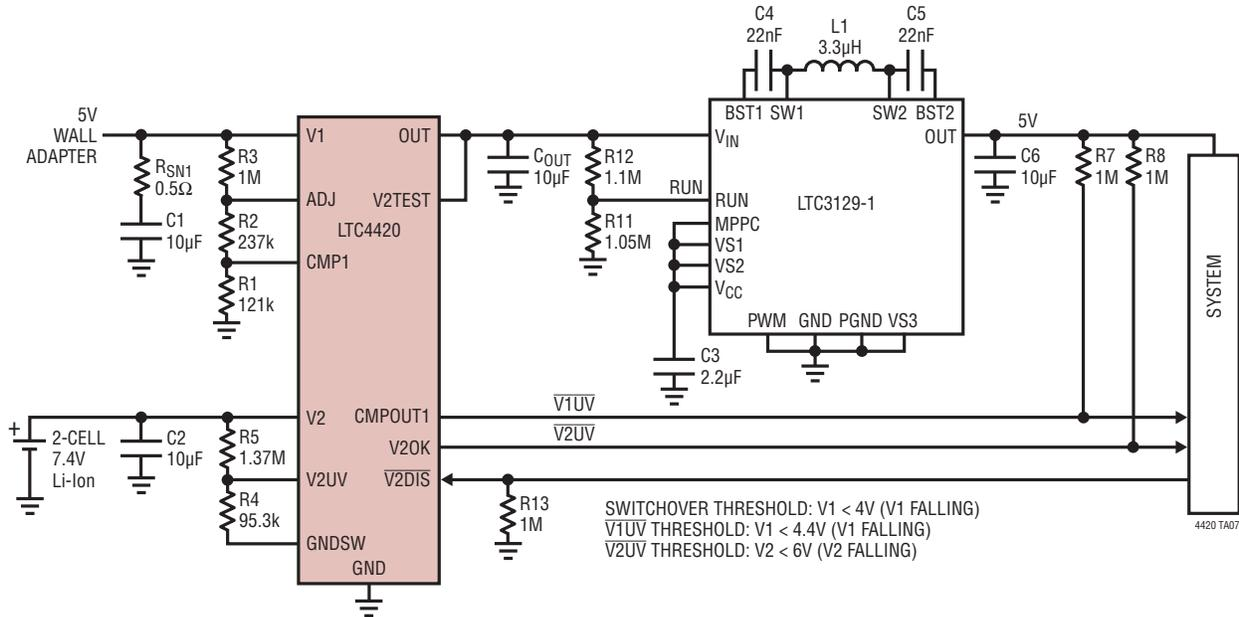 C4
22nF
L1
3.3µH
C5
22nF
BST1 SW1
SW2 BST2
5V
WALL
ADAPTER
RSN1
0.5Ω
C1
10µF
R3
1M
R2
237k
R1
121k
V1
ADJ
CMP1
OUT
V2TEST
LTC4420
COUT
10µF
R12
1.1M
R11
1.05M
RUN
VIN
RUN
MPPC
VS1
VS2
VCC
LTC3129-1
OUT
PWM GND PGND VS3
C3
2.2µF
5V
C6
10µF
R7
1M
R8
1M
SYSTEM
+
2-CELL
7.4V
Li-Ion
C2
10µF
R5
1.37M
R4
95.3k
V2
V2UV
GNDSW
GND
CMPOUT1
V2OK
V2DIS
V1UV
V2UV
R13
1M
SWITCHOVER THRESHOLD: V1 < 4V (V1 FALLING)
V1UV THRESHOLD: V1 < 4.4V (V1 FALLING)
V2UV THRESHOLD: V2 < 6V (V2 FALLING)
4420 TA07